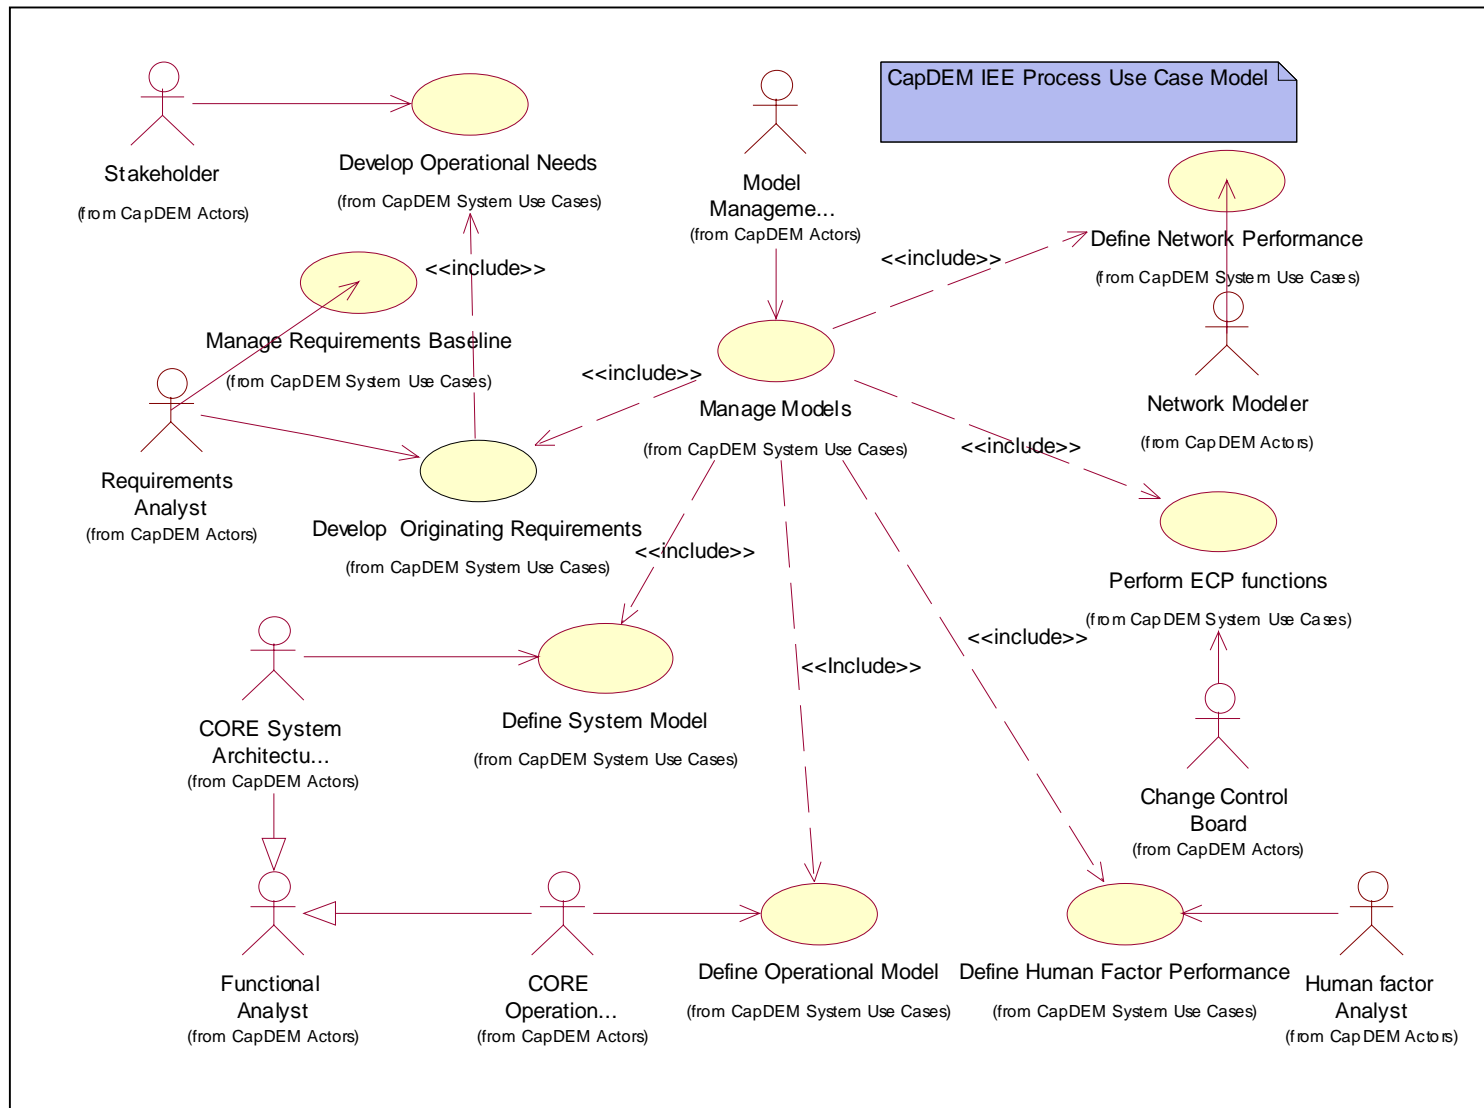 CapDEM IEE Process Use Case Model
Stakeholder
(from CapDEM Actors)
Develop Operational Needs
(from CapDEM System Use Cases)
Model
Manageme...
(from CapDEM Actors)
Define Network Performance
(from CapDEM System Use Cases)
<<include>>
<<include>>
Manage Requirements Baseline
(from CapDEM System Use Cases)
<<include>>
Manage Models
(from CapDEM System Use Cases)
Network Modeler
(from CapDEM Actors)
<<include>>
Requirements
Analyst
(from CapDEM Actors)
Develop  Originating Requirements
(from CapDEM System Use Cases)
<<include>>
Perform ECP functions
(from CapDEM System Use Cases)
<<include>>
<<Include>>
CORE System
Architectu...
(from CapDEM Actors)
Define System Model
(from CapDEM System Use Cases)
Change Control
Board
(from CapDEM Actors)
Functional
Analyst
(from CapDEM Actors)
CORE
Operation...
(from CapDEM Actors)
Define Operational Model
(from CapDEM System Use Cases)
Define Human Factor Performance
(from CapDEM System Use Cases)
Human factor
Analyst
(from CapDEM Actors)